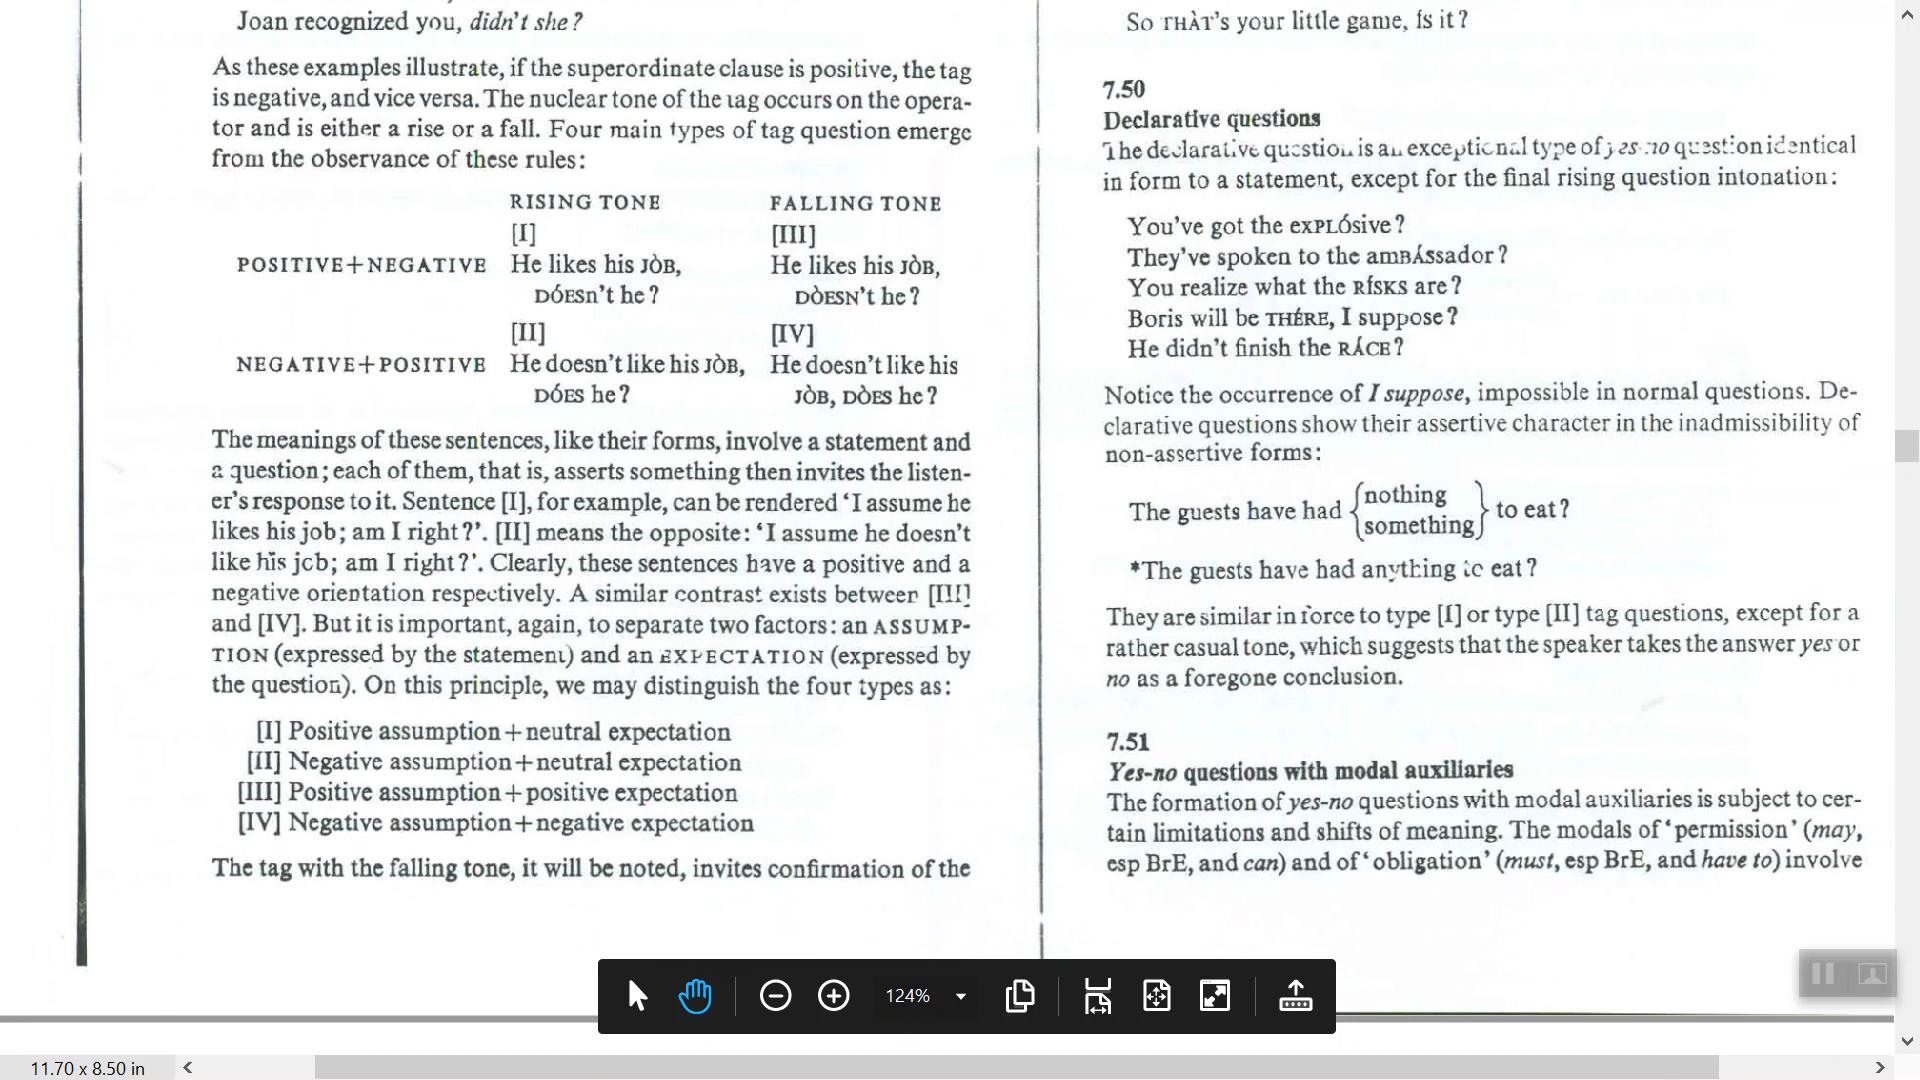 Joan recognized you, didn't she?
As these examples illustrate, if the superordinate clause is positive, the tag
is negative, and vice versa. The nuclear tone of the tag occurs on the opera-
tor and is either a rise or a fall. Four main types of tag question emerge
from the observance of these rules:
RISING TONE FALLING TONE
[I] [III]
POSITIVE+NEGATIVE He likes his JÒB, He likes his JÒB,
DÓESn't he? DÒESN't he?
[II] [IV]
NEGATIVE+POSITIVE He doesn't like his JÒB, He doesn't like his
DÓES he? JÒB, DÒES he?
The meanings of these sentences, like their forms, involve a statement and
a question; each of them, that is, asserts something then invites the listen-
er's response to it. Sentence [I], for example, can be rendered 'I assume he
likes his job; am I right?'. [II] means the opposite: 'I assume he doesn't
like his job; am I right?'. Clearly, these sentences have a positive and a
negative orientation respectively. A similar contrast exists between [III]
and [IV]. But it is important, again, to separate two factors: an ASSUMP-
TION (expressed by the statement) and an EXPECTATION (expressed by
the question). On this principle, we may distinguish the four types as:
[I] Positive assumption+neutral expectation
[II] Negative assumption+neutral expectation
[III] Positive assumption+positive expectation
[IV] Negative assumption+negative expectation
The tag with the falling tone, it will be noted, invites confirmation of the
So THÀT's your little game, ís it?
7.50
Declarative questions
The declarative question is an exceptional type of yes-no question identical
in form to a statement, except for the final rising question intonation:
You've got the exPLÓsive?
They've spoken to the amBÁSsador?
You realize what the RÍSKS are?
Boris will be THÉRE, I suppose?
He didn't finish the RÁCE?
Notice the occurrence of I suppose, impossible in normal questions. De-
clarative questions show their assertive character in the inadmissibility of
non-assertive forms:
The guests have had {nothing
something} to eat?
*The guests have had anything to eat?
They are similar in force to type [I] or type [II] tag questions, except for a
rather casual tone, which suggests that the speaker takes the answer yes or
no as a foregone conclusion.
7.51
Yes-no questions with modal auxiliaries
The formation of yes-no questions with modal auxiliaries is subject to cer-
tain limitations and shifts of meaning. The modals of 'permission' (may,
esp BrE, and can) and of 'obligation' (must, esp BrE, and have to) involve
124%
11.70 x 8.50 in